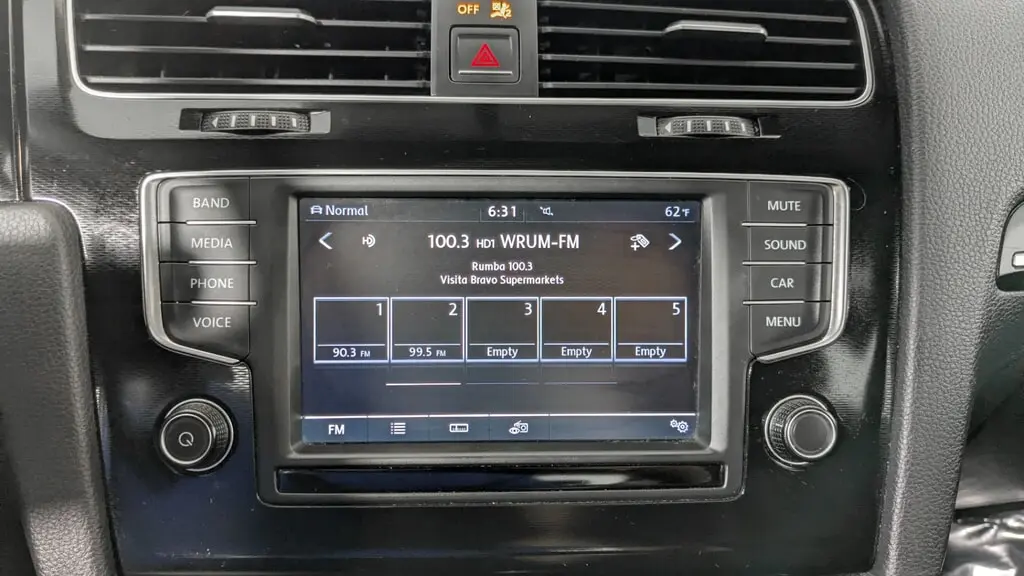 OFF
BAND
MEDIA
PHONE
VOICE
Normal
6:31
62°F
100.3 HD1 WRUM-FM
Rumba 100.3
Visita Bravo Supermarkets
1
2
3
4
5
90.3 FM
99.5 FM
Empty
Empty
Empty
FM
MUTE
SOUND
CAR
MENU